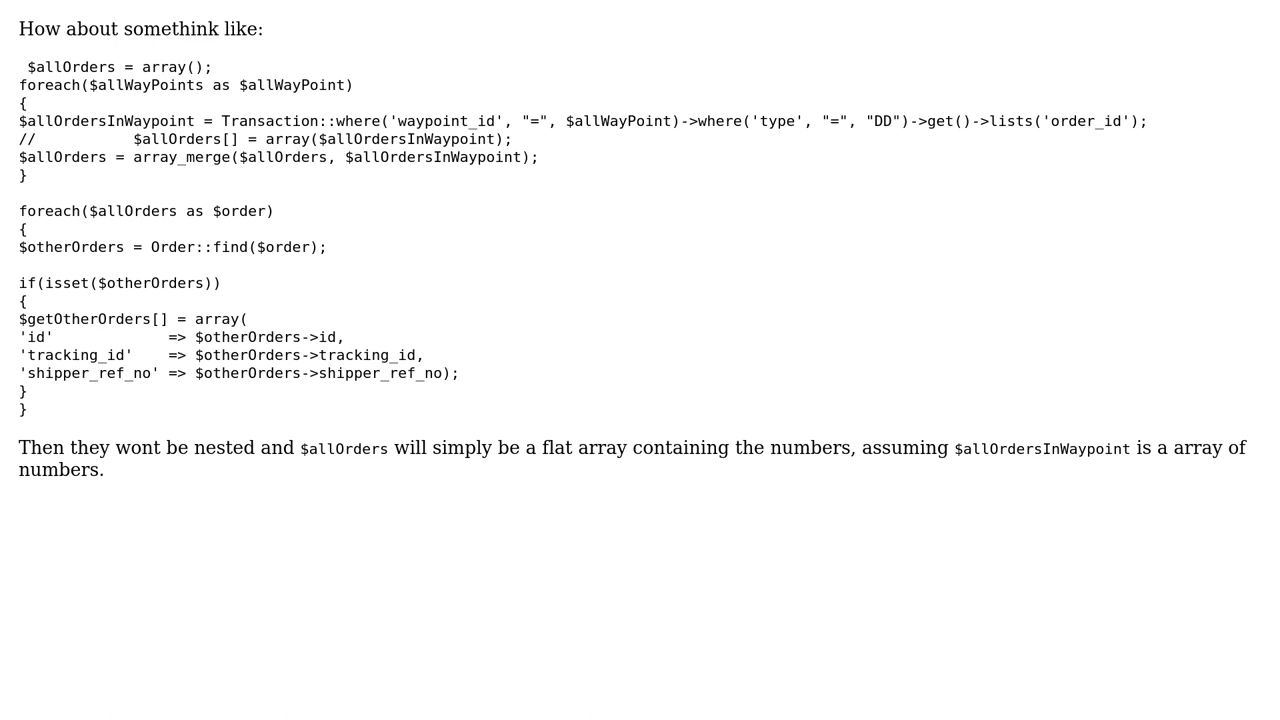 How about somethink like:
 $allOrders = array();
foreach($allWayPoints as $allWayPoint)
{
$allOrdersInWaypoint = Transaction::where('waypoint_id', "=", $allWayPoint)->where('type', "=", "DD")->get()->lists('order_id');
//           $allOrders[] = array($allOrdersInWaypoint);
$allOrders = array_merge($allOrders, $allOrdersInWaypoint);
}

foreach($allOrders as $order)
{
$otherOrders = Order::find($order);

if(isset($otherOrders))
{
$getOtherOrders[] = array(
'id'             => $otherOrders->id,
'tracking_id'    => $otherOrders->tracking_id,
'shipper_ref_no' => $otherOrders->shipper_ref_no);
}
}
Then they wont be nested and $allOrders will simply be a flat array containing the numbers, assuming $allOrdersInWaypoint is a array of
numbers.